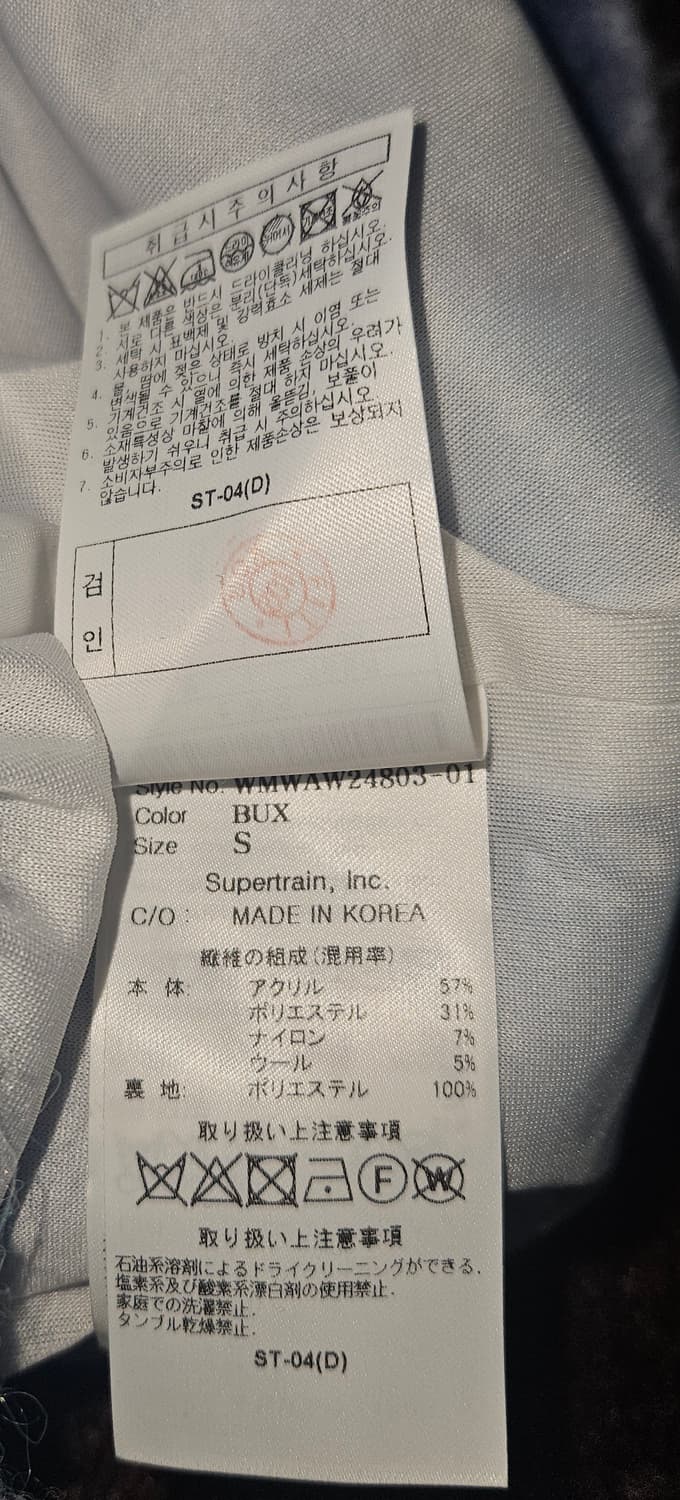 취급시주의사항
1. 본 제품은 반드시 드라이클리닝 하십시오.
2. 서로 다른 색상은 분리(단독)세탁하십시오.
3. 세탁 시 표백제 및 강력효소 세제는 절대
사용하지 마십시오.
4. 물, 땀에 젖은 상태로 방치 시 이염 또는
변색될 수 있으니 즉시 세탁하십시오.
5. 기계건조 시 열에 의한 제품 손상의 우려가
있음으로 기계건조를 절대 하지 마십시오.
6. 소재특성상 마찰에 의해 올뜯김, 보풀이
발생하기 쉬우니 취급 시 주의하십시오
7. 소비자부주의로 인한 제품손상은 보상되지
않습니다.
ST-04(D)
검
인
Style No. WMWAW24803-01
Color BUX
Size S
Supertrain, Inc.
C/O : MADE IN KOREA
繊維の組成(混用率)
本 体: アクリル 57%
ポリエステル 31%
ナイロン 7%
ウール 5%
裏 地: ポリエステル 100%
取り扱い上注意事項
F W
取り扱い上注意事項
石油系溶剤によるドライクリーニングができる.
塩素系及び酸素系漂白剤の使用禁止.
家庭での洗濯禁止.
タンブル乾燥禁止.
ST-04(D)